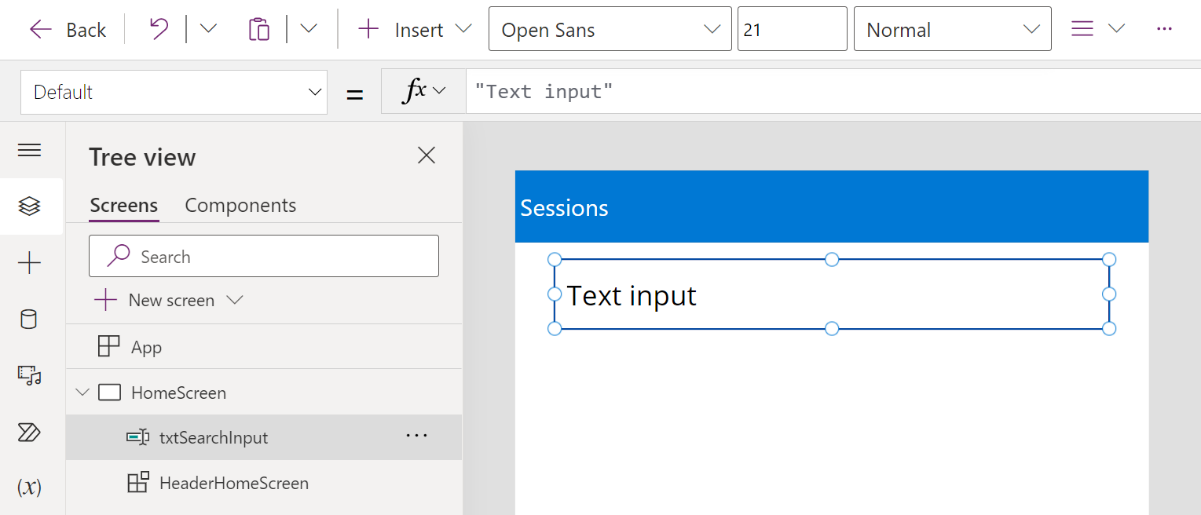 Back
Insert
Open Sans
21
Normal
Default
=
fx
"Text input"
Tree view
Screens
Components
Search
New screen
App
HomeScreen
txtSearchInput
HeaderHomeScreen
(x)
Sessions
Text input